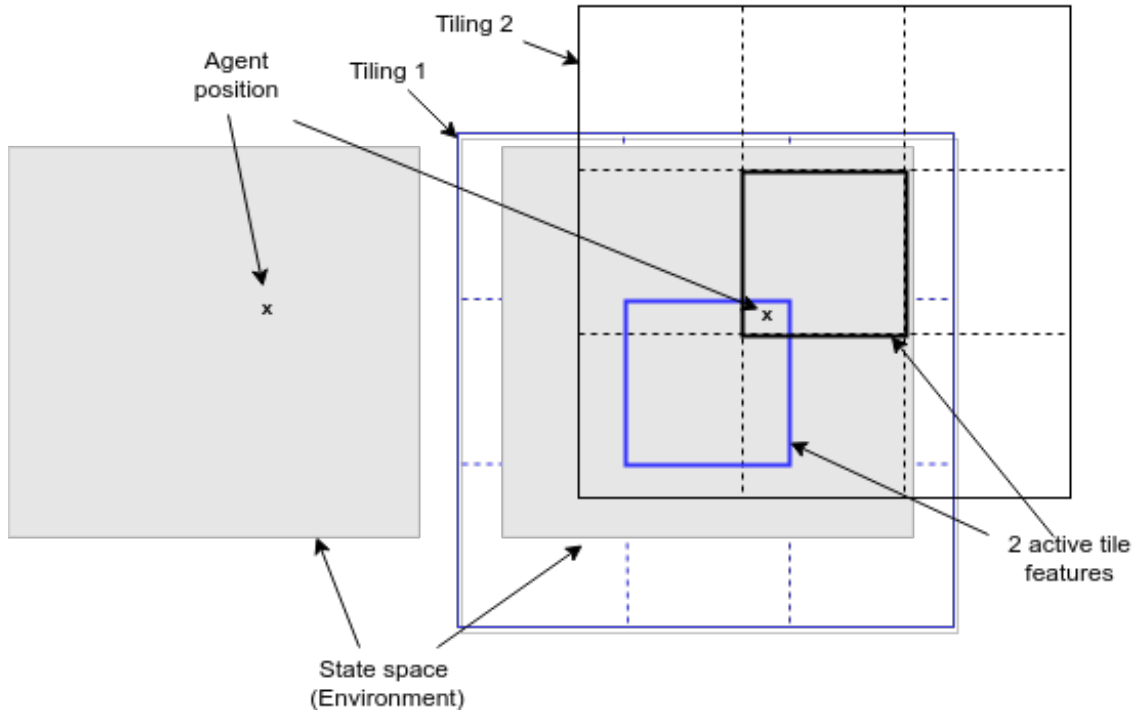 Tiling 2
Agent
position
Tiling 1
x
x
2 active tile
features
State space
(Environment)